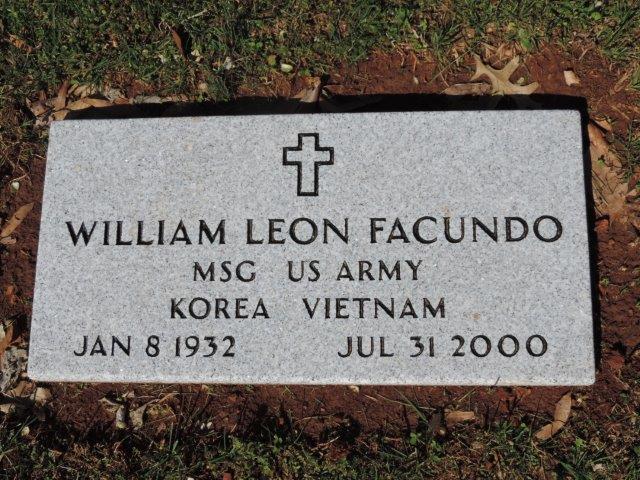 WILLIAM LEON FACUNDO
MSG US ARMY
KOREA VIETNAM
JAN 8 1932 JUL 31 2000